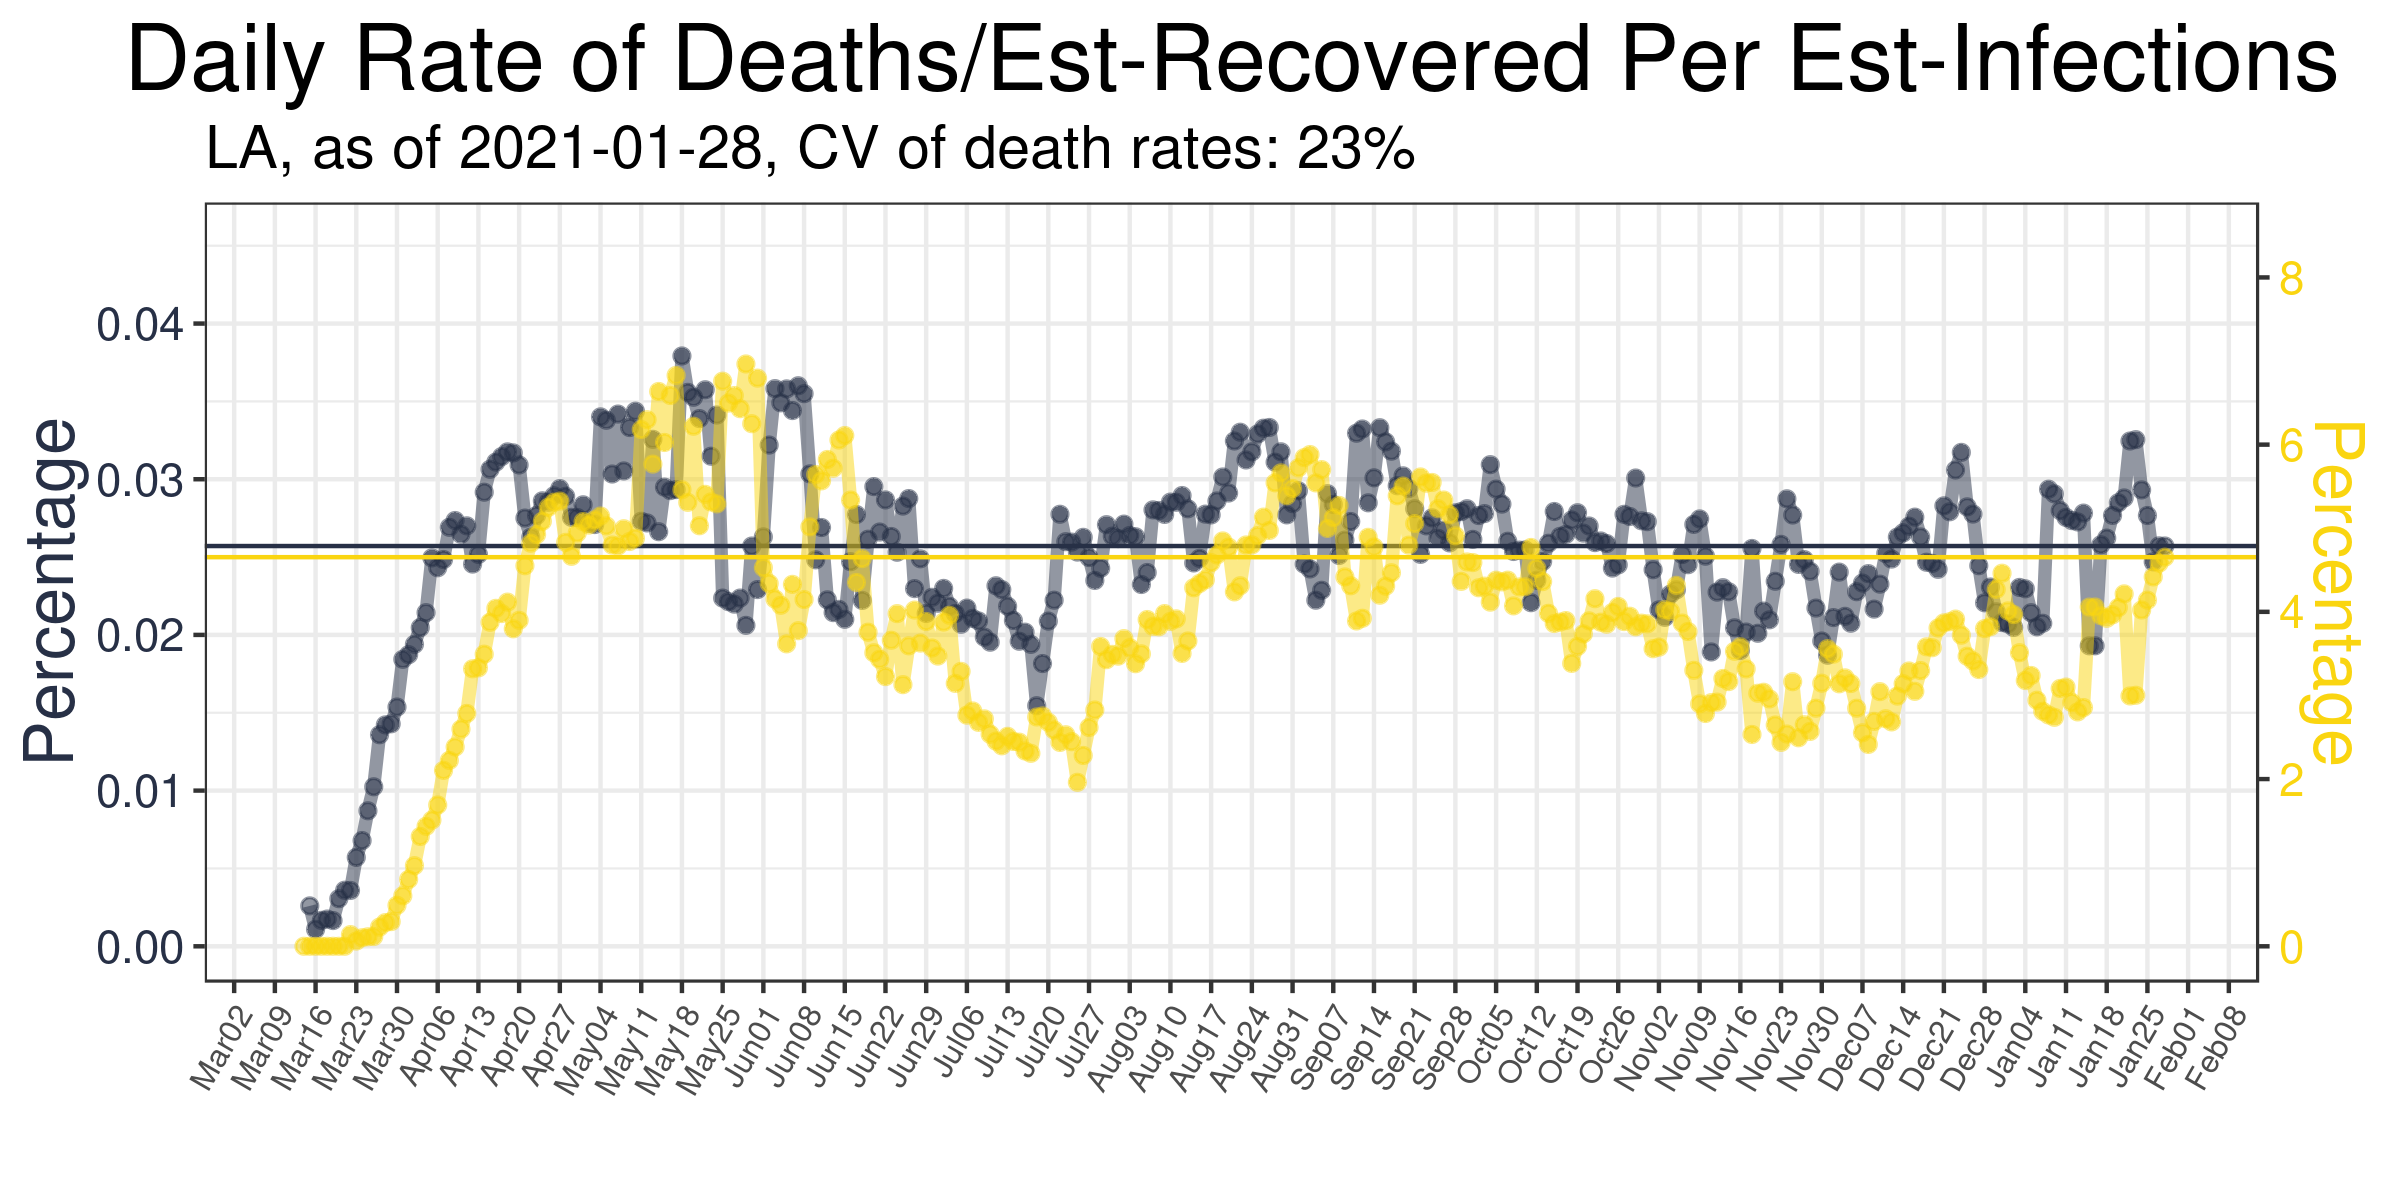 Daily Rate of Deaths/Est-Recovered Per Est-Infections
LA, as of 2021-01-28, CV of death rates: 23%
Percentage
0.04
0.03
0.02
0.01
0.00
8
6
4
2
0
Percentage
Mar02 Mar09 Mar16 Mar23 Mar30 Apr06 Apr13 Apr20 Apr27 May04 May11 May18 May25 Jun01 Jun08 Jun15 Jun22 Jun29 Jul06 Jul13 Jul20 Jul27 Aug03 Aug10 Aug17 Aug24 Aug31 Sep07 Sep14 Sep21 Sep28 Oct05 Oct12 Oct19 Oct26 Nov02 Nov09 Nov16 Nov23 Nov30 Dec07 Dec14 Dec21 Dec28 Jan04 Jan11 Jan18 Jan25 Feb01 Feb08